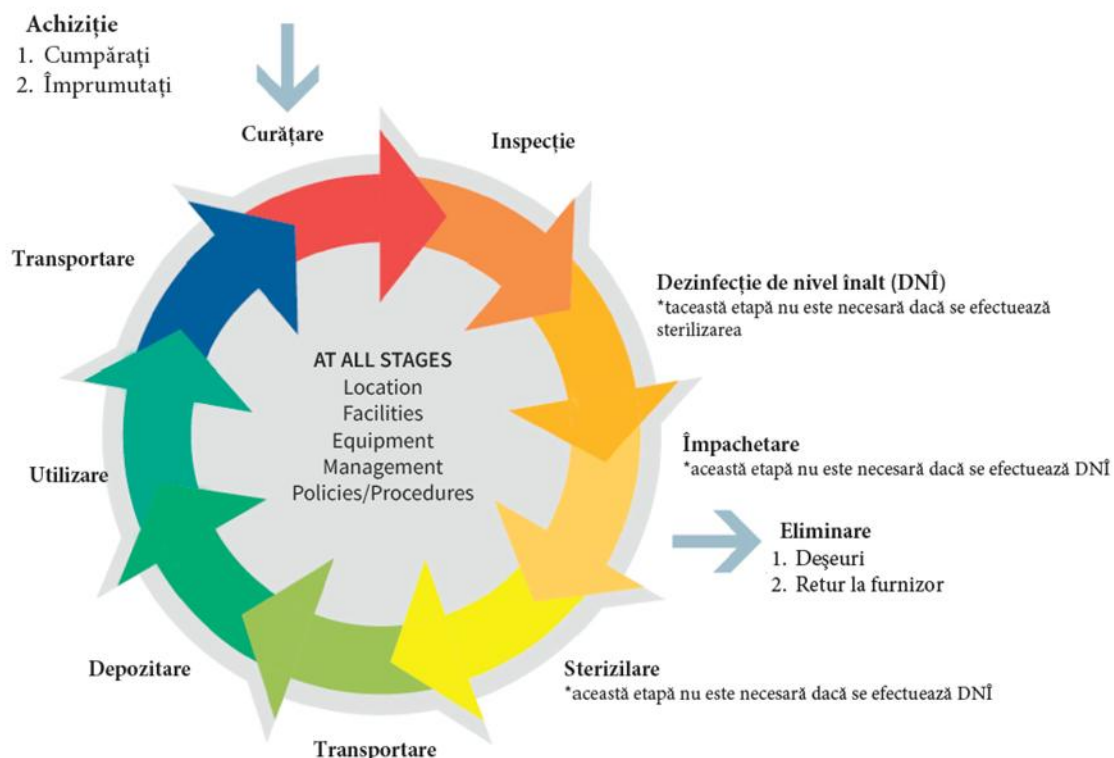 Achiziție
1. Cumpărați
2. Împrumutați
Curățare
Inspecție
Transportare
Dezinfecție de nivel înalt (DNÎ)
*taceastă etapă nu este necesară dacă se efectuează
sterilizarea
AT ALL STAGES
Location
Facilities
Equipment
Management
Policies/Procedures
Împachetare
*această etapă nu este necesară dacă se efectuează DNÎ
Utilizare
Eliminare
1. Deșeuri
2. Retur la furnizor
Depozitare
Sterizilare
*această etapă nu este necesară dacă se efectuează DNÎ
Transportare